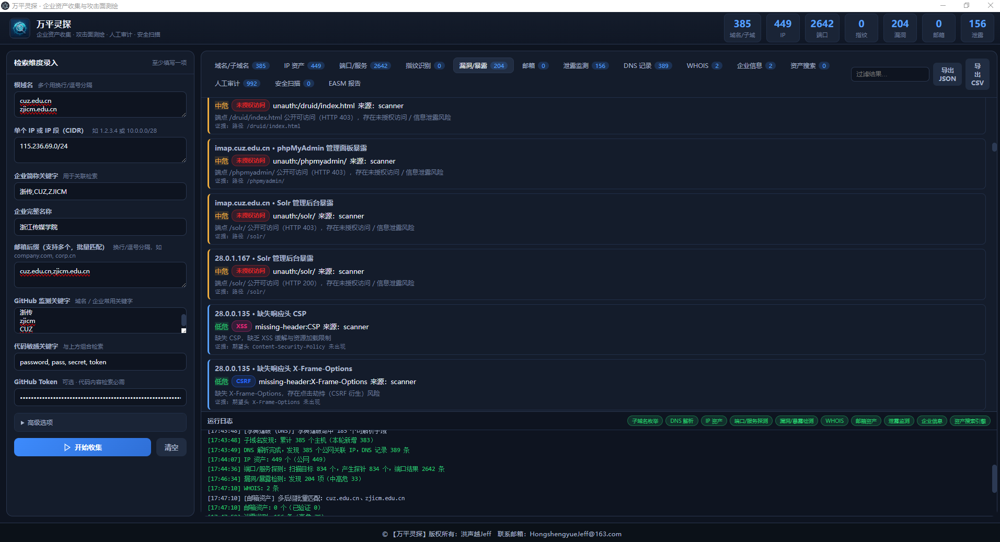 万平灵探 · 企业资产收集与攻击面测绘
万平灵探
企业资产收集 · 攻击面测绘 · 人工审计 · 安全扫描
385
域名/子域
449
IP
2642
端口
0
指纹
204
漏洞
0
邮箱
156
泄露
检索维度录入 至少填写一项
根域名 多个用换行/逗号分隔
cuz.edu.cn
zjicm.edu.cn
单个 IP 或 IP 段（CIDR） 如 1.2.3.4 或 10.0.0.0/28
115.236.69.0/24
企业简称关键字 用于关联检索
浙传,CUZ,ZJICM
企业完整名称
浙江传媒学院
邮箱后缀（支持多个，批量匹配） 换行/逗号分隔，如
company.com, corp.cn
cuz.edu.cn,zjicm.edu.cn
GitHub 监测关键字 域名 / 企业常用关键字
浙传
zjicm
CUZ
代码敏感关键字 与上方组合检索
password, pass, secret, token
GitHub Token 可选 · 代码内容检索必需
••••••••••••••••••••••••••••••••••••••••••••••••••••••••••••
▶ 高级选项
▷ 开始收集 清空
域名/子域名 385 IP 资产 449 端口/服务 2642 指纹识别 0 漏洞/暴露 204 邮箱 0 泄露监测 156 DNS 记录 389 WHOIS 2 企业信息 2 资产搜索 0
人工审计 992 安全扫描 0 EASM 报告
过滤结果...
导出
JSON
导
出
CSV
中危 未授权访问 unauth:/druid/index.html 来源：scanner
端点 /druid/index.html 公开可访问（HTTP 403），存在未授权访问 / 信息泄露风险
证据：路径 /druid/index.html
imap.cuz.edu.cn • phpMyAdmin 管理面板暴露
中危 未授权访问 unauth:/phpmyadmin/ 来源：scanner
端点 /phpmyadmin/ 公开可访问（HTTP 403），存在未授权访问 / 信息泄露风险
证据：路径 /phpmyadmin/
imap.cuz.edu.cn • Solr 管理后台暴露
中危 未授权访问 unauth:/solr/ 来源：scanner
端点 /solr/ 公开可访问（HTTP 403），存在未授权访问 / 信息泄露风险
证据：路径 /solr/
28.0.1.167 • Solr 管理后台暴露
中危 未授权访问 unauth:/solr/ 来源：scanner
端点 /solr/ 公开可访问（HTTP 200），存在未授权访问 / 信息泄露风险
证据：路径 /solr/
28.0.0.135 • 缺失响应头 CSP
低危 XSS missing-header:CSP 来源：scanner
缺失 CSP，缺乏 XSS 缓解与资源加载限制
证据：期望头 Content-Security-Policy 未出现
28.0.0.135 • 缺失响应头 X-Frame-Options
低危 CSRF missing-header:X-Frame-Options 来源：scanner
缺失 X-Frame-Options，存在点击劫持（CSRF 衍生）风险
证据：期望头 X-Frame-Options 未出现
运行日志 子域名枚举 DNS 解析 IP 资产 端口/服务探测 漏洞/暴露检测 WHOIS 邮箱资产 泄露监测 企业信息 资产搜索引擎
[17:43:48] [字典爆破 (DNS)] 字典爆破命中 185 个可解析子域
[17:43:48] 子域名发现：累计 385 个主机（本轮新增 383）
[17:43:49] DNS 解析完成，发现 385 个公网关联 IP，DNS 记录 389 条
[17:44:07] IP 资产：449 个（公网 449）
[17:44:36] 端口/服务探测：扫描目标 834 个，产生探针 834 个，端口结果 2642 条
[17:46:34] 漏洞/暴露检测：发现 204 项（中高危 33）
[17:47:10] WHOIS：2 条
[17:47:10] [邮箱资产] 多后缀批量匹配：cuz.edu.cn、zjicm.edu.cn
[17:47:10] 邮箱资产：0 个（已验证 0）
© 【万平灵探】版权所有：洪声越Jeff 联系邮箱：HongshengyueJeff@163.com